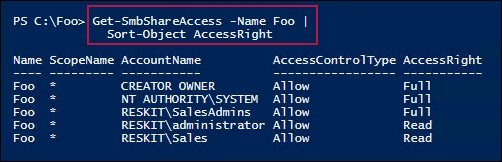 PS C:\Foo> Get-SmbShareAccess -Name Foo |
Sort-Object AccessRight
Name ScopeName AccountName AccessControlType AccessRight
---- --------- ----------- ----------------- -----------
Foo * CREATOR OWNER Allow Full
Foo * NT AUTHORITY\SYSTEM Allow Full
Foo * RESKIT\SalesAdmins Allow Full
Foo * RESKIT\administrator Allow Read
Foo * RESKIT\Sales Allow Read